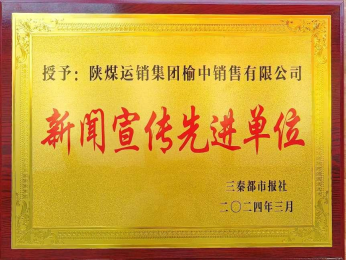 授予：陕煤运销集团榆中销售有限公司
新闻宣传先进单位
三秦都市报社
二〇二四年三月